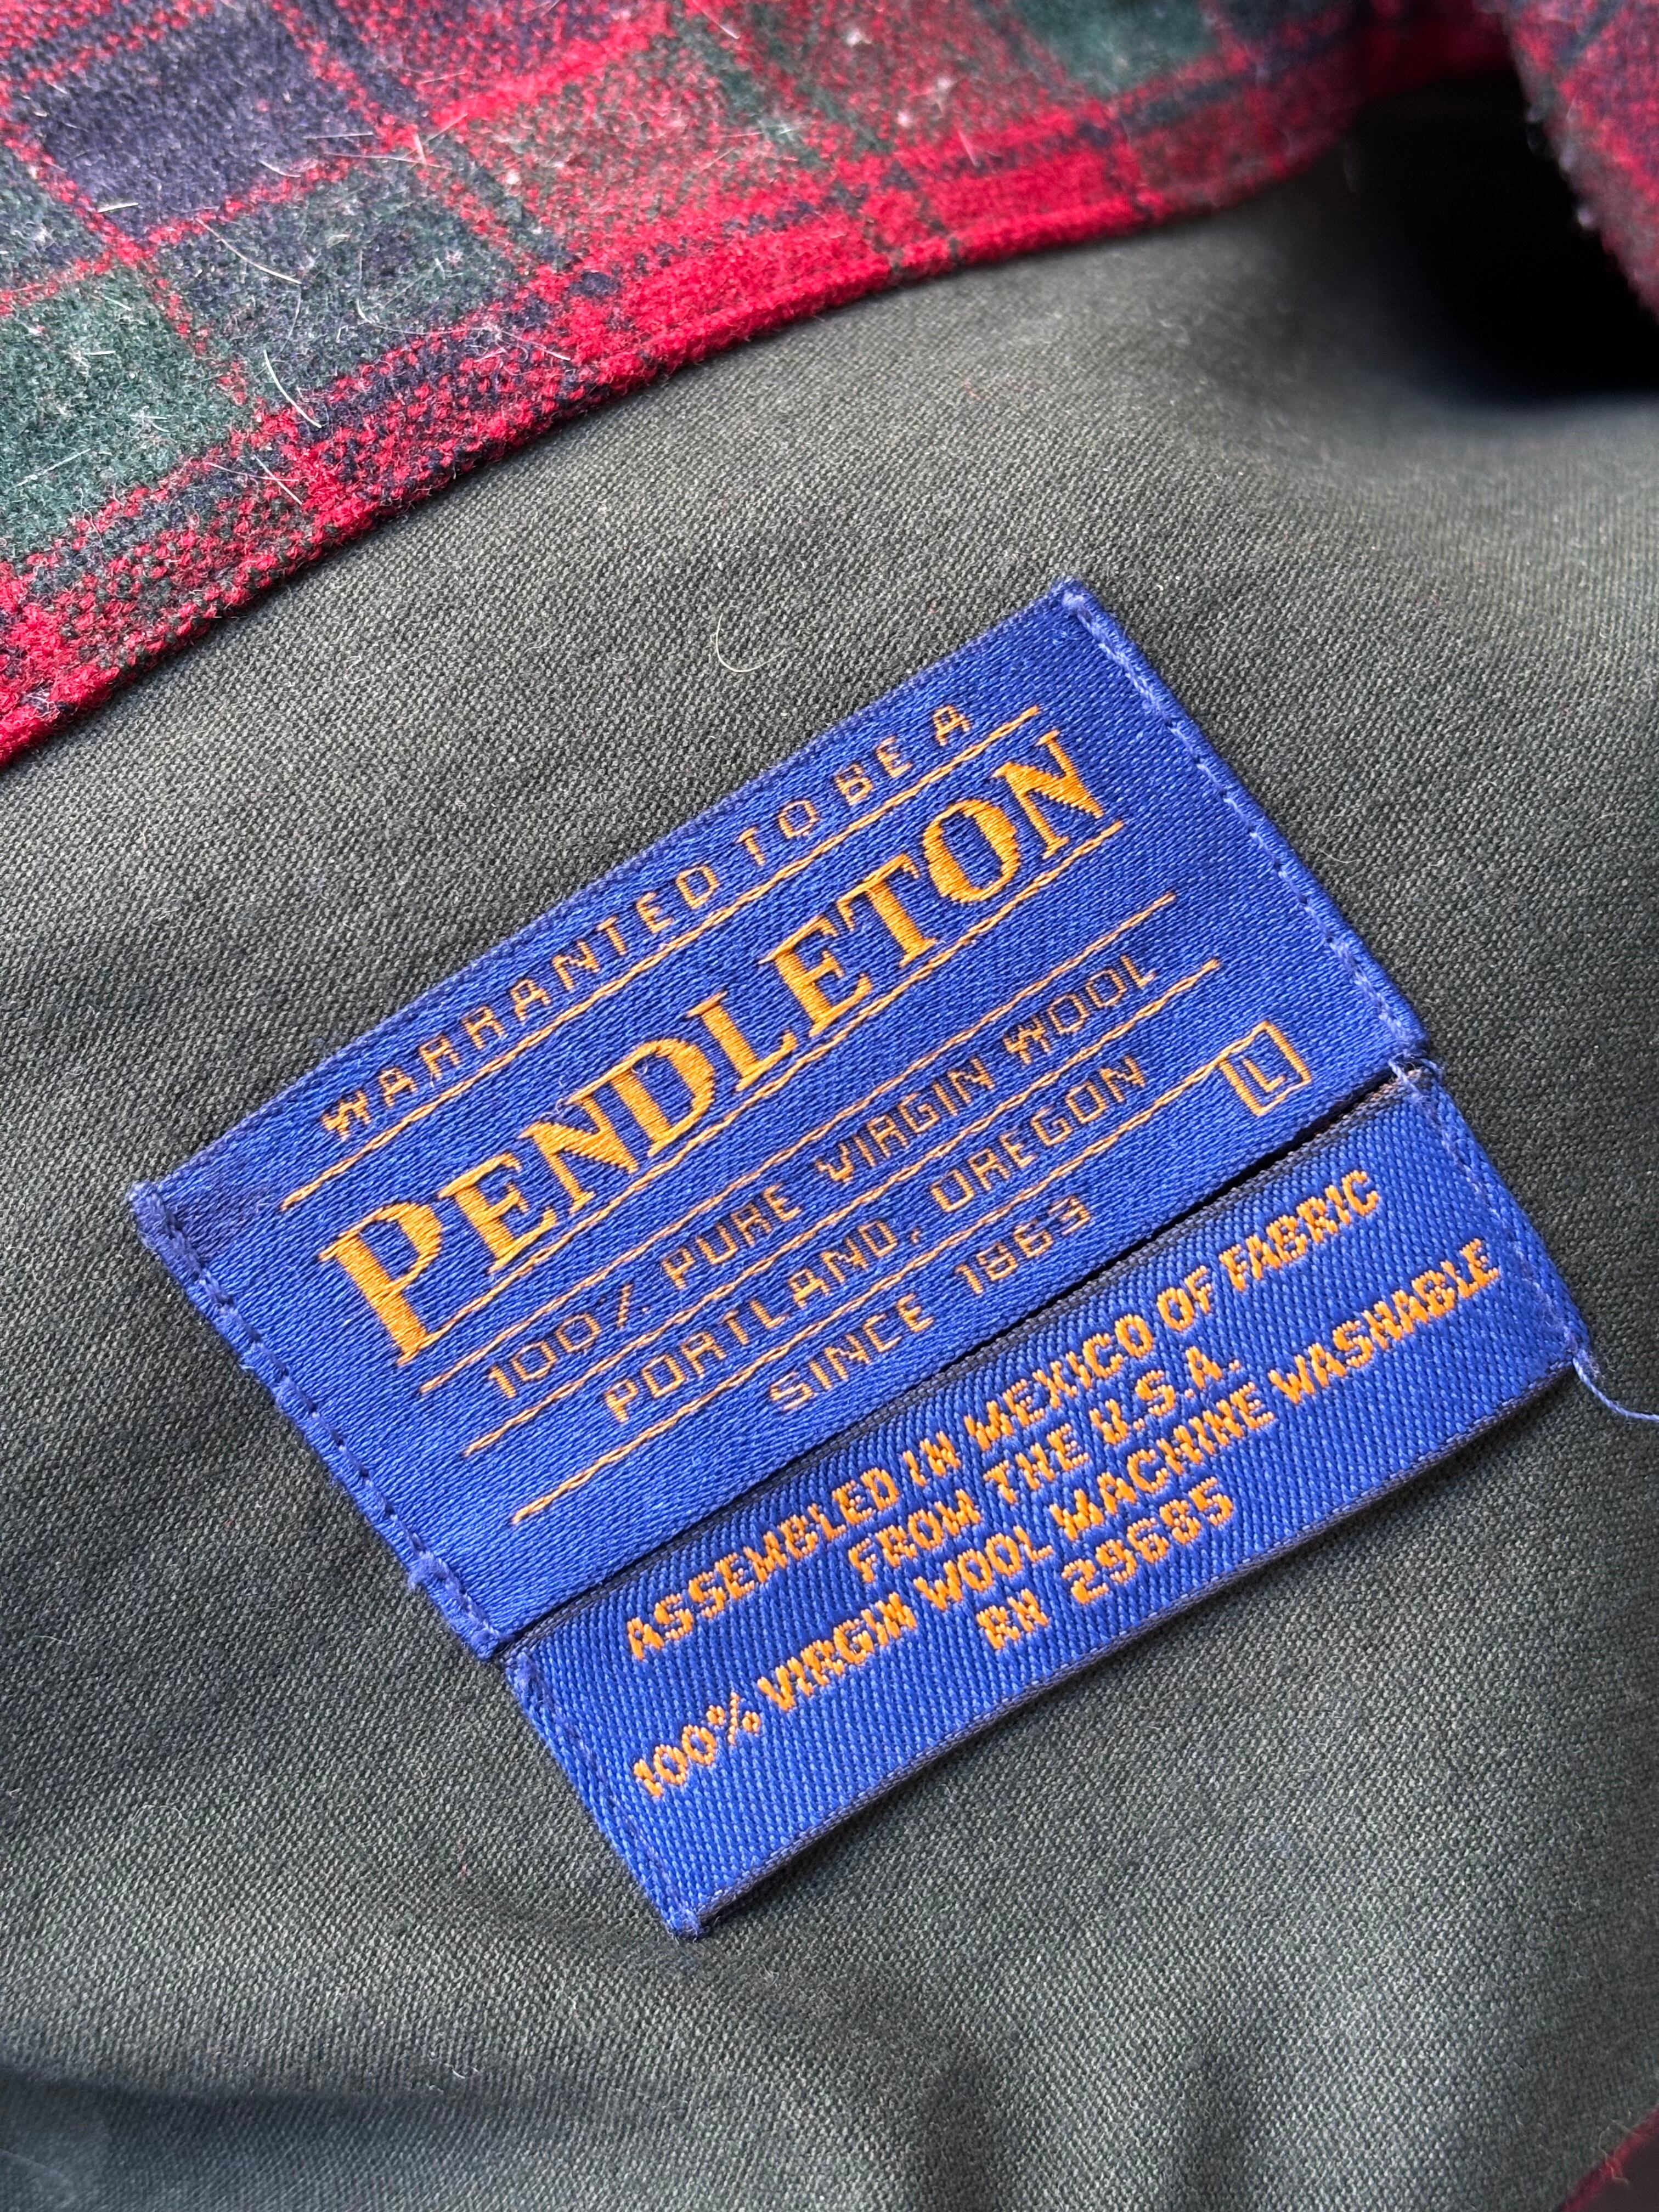 WARRANTED TO BE A
PENDLETON
100% PURE VIRGIN WOOL
PORTLAND, OREGON
L
SINCE 1863
ASSEMBLED IN MEXICO OF FABRIC
FROM THE U.S.A.
100% VIRGIN WOOL MACHINE WASHABLE
RN 29685